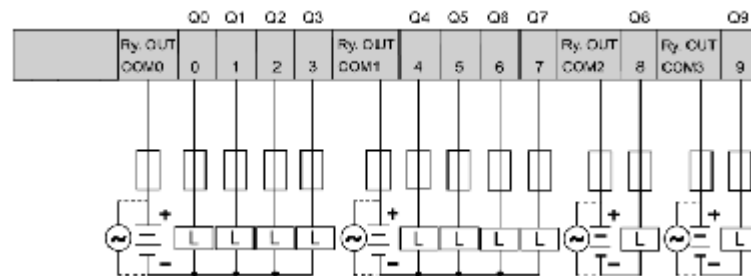 Q0 Q1 Q2 Q3 Q4 Q5 Q6 Q7 Q8 Q9
Ry. OUT Ry. OUT Ry. OUT Ry. OUT
COM0 0 1 2 3 COM1 4 5 6 7 COM2 8 COM3 9
+ + + +
~ L L L L ~ L L L L ~ L ~ L
− − − −